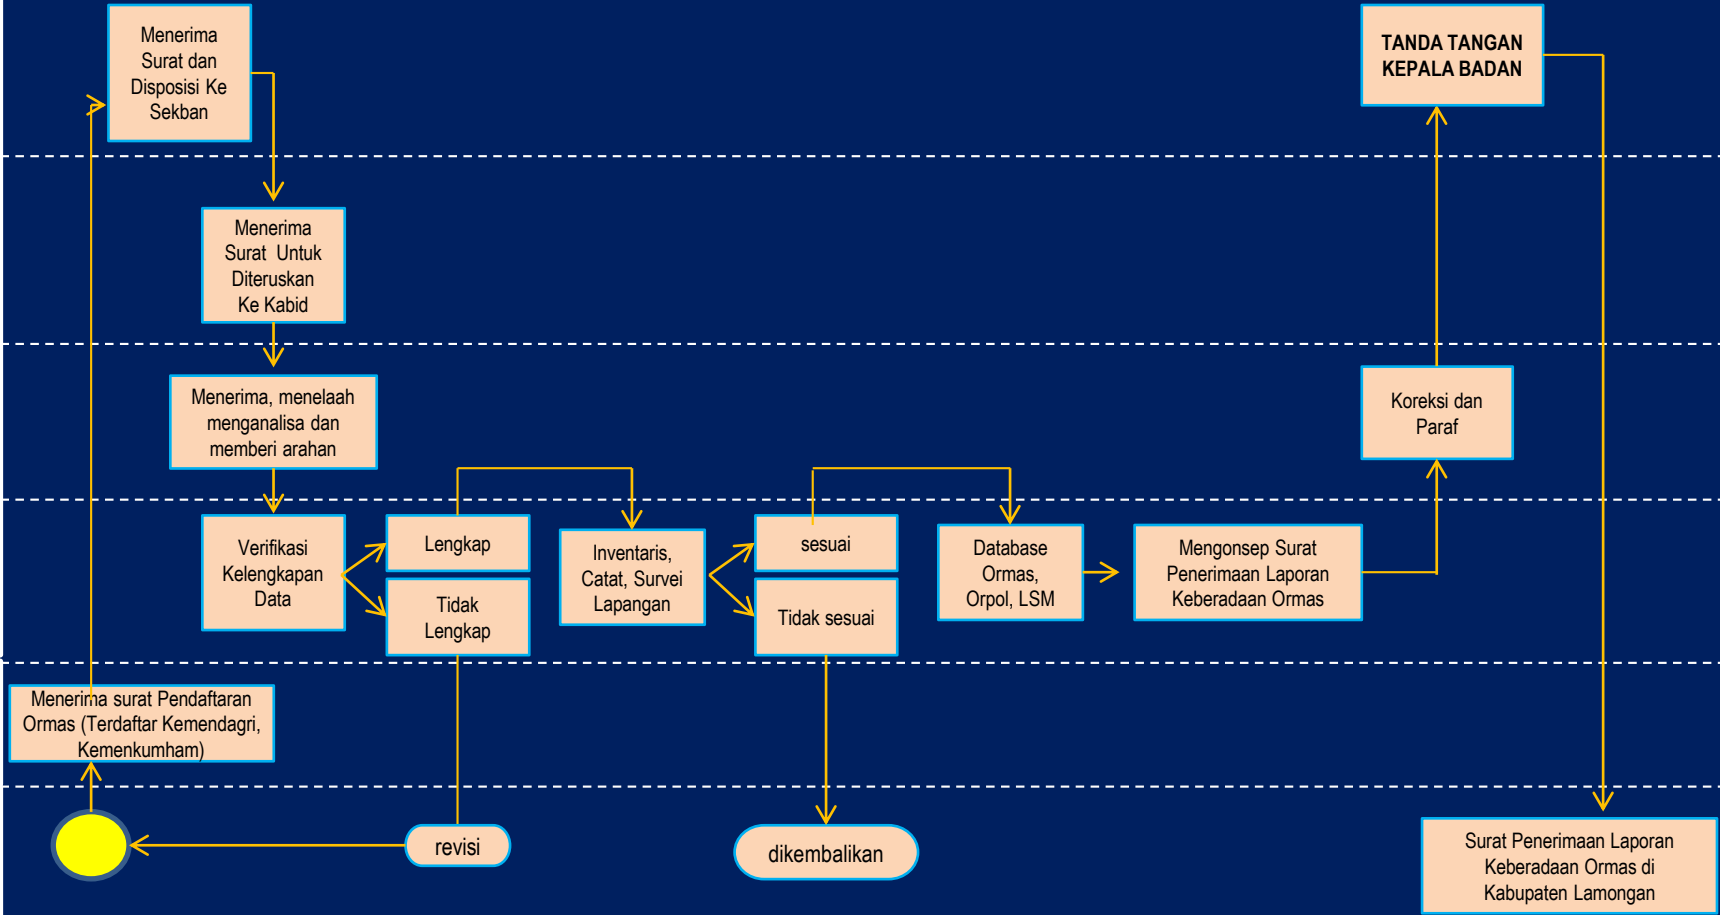 Menerima
Surat dan
Disposisi Ke
Sekban
TANDA TANGAN
KEPALA BADAN
Menerima
Surat Untuk
Diteruskan
Ke Kabid
Menerima, menelaah
menganalisa dan
memberi arahan
Koreksi dan
Paraf
Verifikasi
Kelengkapan
Data
Lengkap
Tidak
Lengkap
Inventaris,
Catat, Survei
Lapangan
sesuai
Tidak sesuai
Database
Ormas,
Orpol, LSM
Mengonsep Surat
Penerimaan Laporan
Keberadaan Ormas
Menerima surat Pendaftaran
Ormas (Terdaftar Kemendagri,
Kemenkumham)
revisi
dikembalikan
Surat Penerimaan Laporan
Keberadaan Ormas di
Kabupaten Lamongan